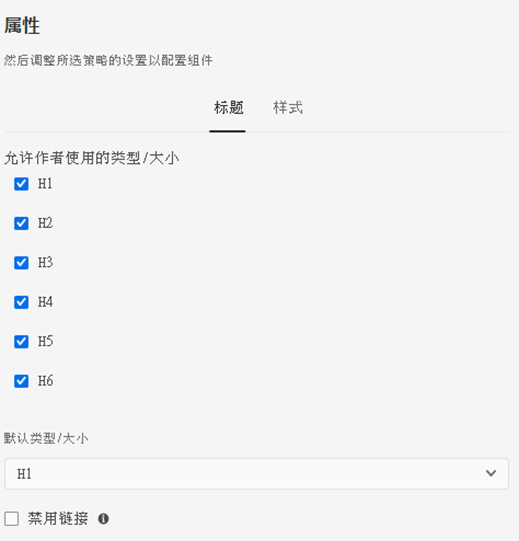 属性
然后调整所选策略的设置以配置组件
标题 样式
允许作者使用的类型/大小
H1
H2
H3
H4
H5
H6
默认类型/大小
H1
禁用链接